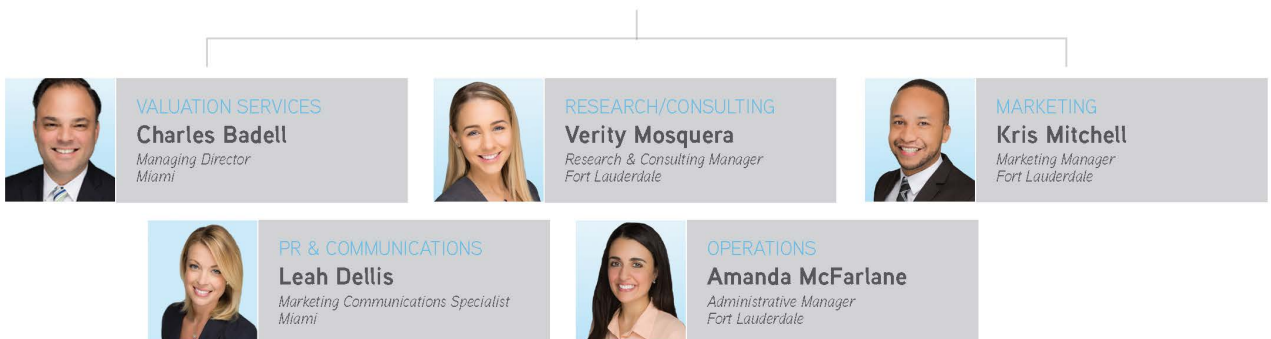 VALUATION SERVICES
Charles Badell
Managing Director
Miami
RESEARCH/CONSULTING
Verity Mosquera
Research & Consulting Manager
Fort Lauderdale
MARKETING
Kris Mitchell
Marketing Manager
Fort Lauderdale
PR & COMMUNICATIONS
Leah Dellis
Marketing Communications Specialist
Miami
OPERATIONS
Amanda McFarlane
Administrative Manager
Fort Lauderdale